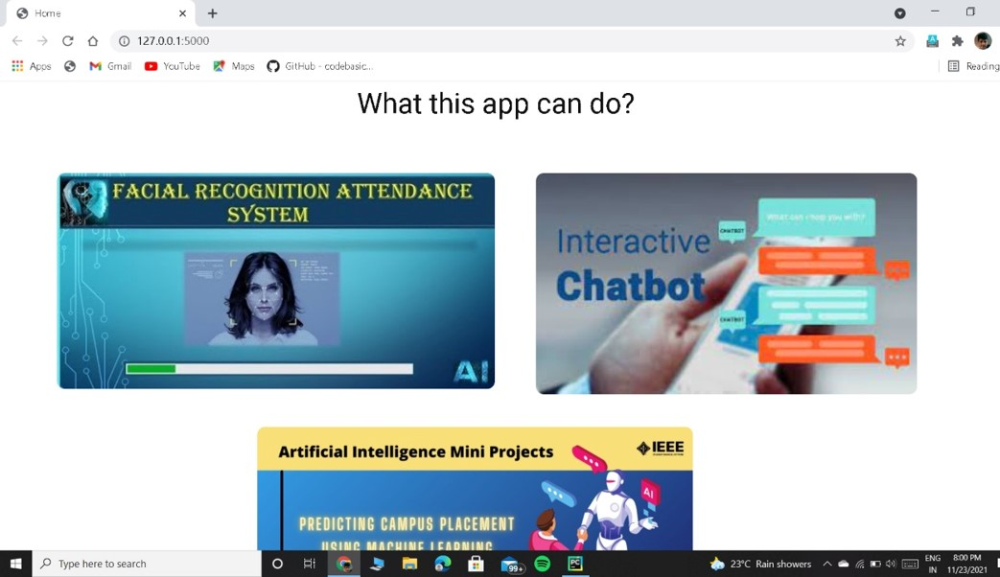 Home
127.0.0.1:5000
Apps
Gmail
YouTube
Maps
GitHub - codebasic...
Reading
What this app can do?
FACIAL RECOGNITION ATTENDANCE
SYSTEM
AI
Interactive
Chatbot
CHATBOT
What can I help you with?
CHATBOT
Artificial Intelligence Mini Projects
IEEE
AI
PREDICTING CAMPUS PLACEMENT
USING MACHINE LEARNING
Type here to search
99+
PC
23°C Rain showers
ENG
IN
8:00 PM
11/23/2021